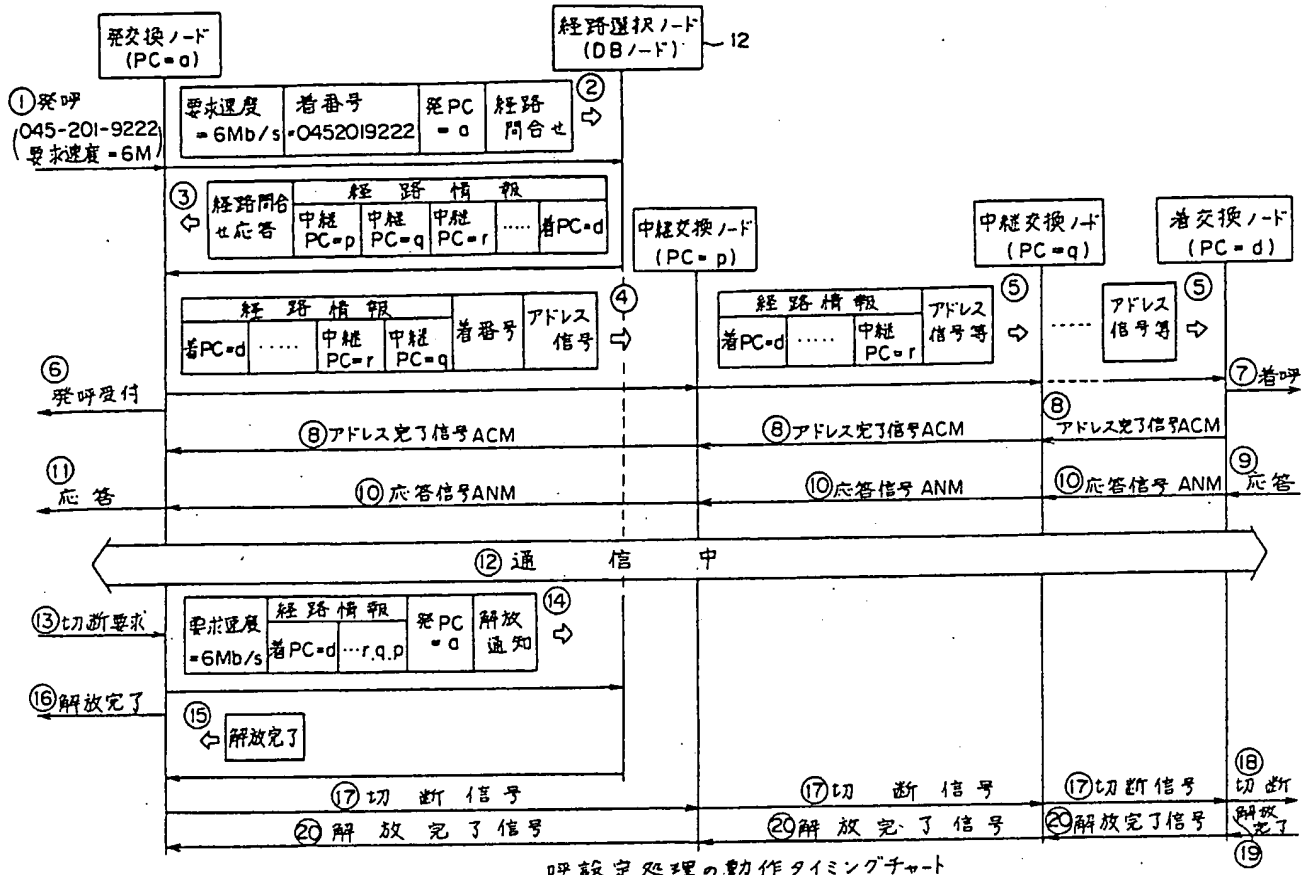 発交換ノード
(PC=a)
経路選択ノード
(DBノード)
12
①発呼
(045-201-9222
要求速度=6M)
要求速度
=6Mb/s
着番号
=0452019222
発PC
=a
経路
問合せ
②
③
経路問合
せ応答
経路情報
中継
PC=p
中継
PC=q
中継
PC=r
……
着PC=d
中継交換ノード
(PC=p)
中継交換ノード
(PC=q)
着交換ノード
(PC=d)
経路情報
着PC=d
……
中継
PC=r
中継
PC=q
着番号
アドレス
信号
④
経路情報
着PC=d
……
中継
PC=r
アドレス
信号等
⑤
……
アドレス
信号等
⑤
⑥
発呼受付
⑦着呼
⑧アドレス完了信号ACM
⑧アドレス完了信号ACM
⑧
アドレス完了信号ACM
⑪
応答
⑩応答信号ANM
⑩応答信号ANM
⑩応答信号ANM
⑨
応答
⑫通信中
⑬切断要求
要求速度
=6Mb/s
経路情報
着PC=d
…r.q.p
発PC
=a
解放
通知
⑭
⑯解放完了
⑮
解放完了
⑰切断信号
⑰切断信号
⑰切断信号
⑱
切断
⑳解放完了信号
⑳解放完了信号
⑳解放完了信号
解放
完了
⑲
呼設定処理の動作タイミングチャート